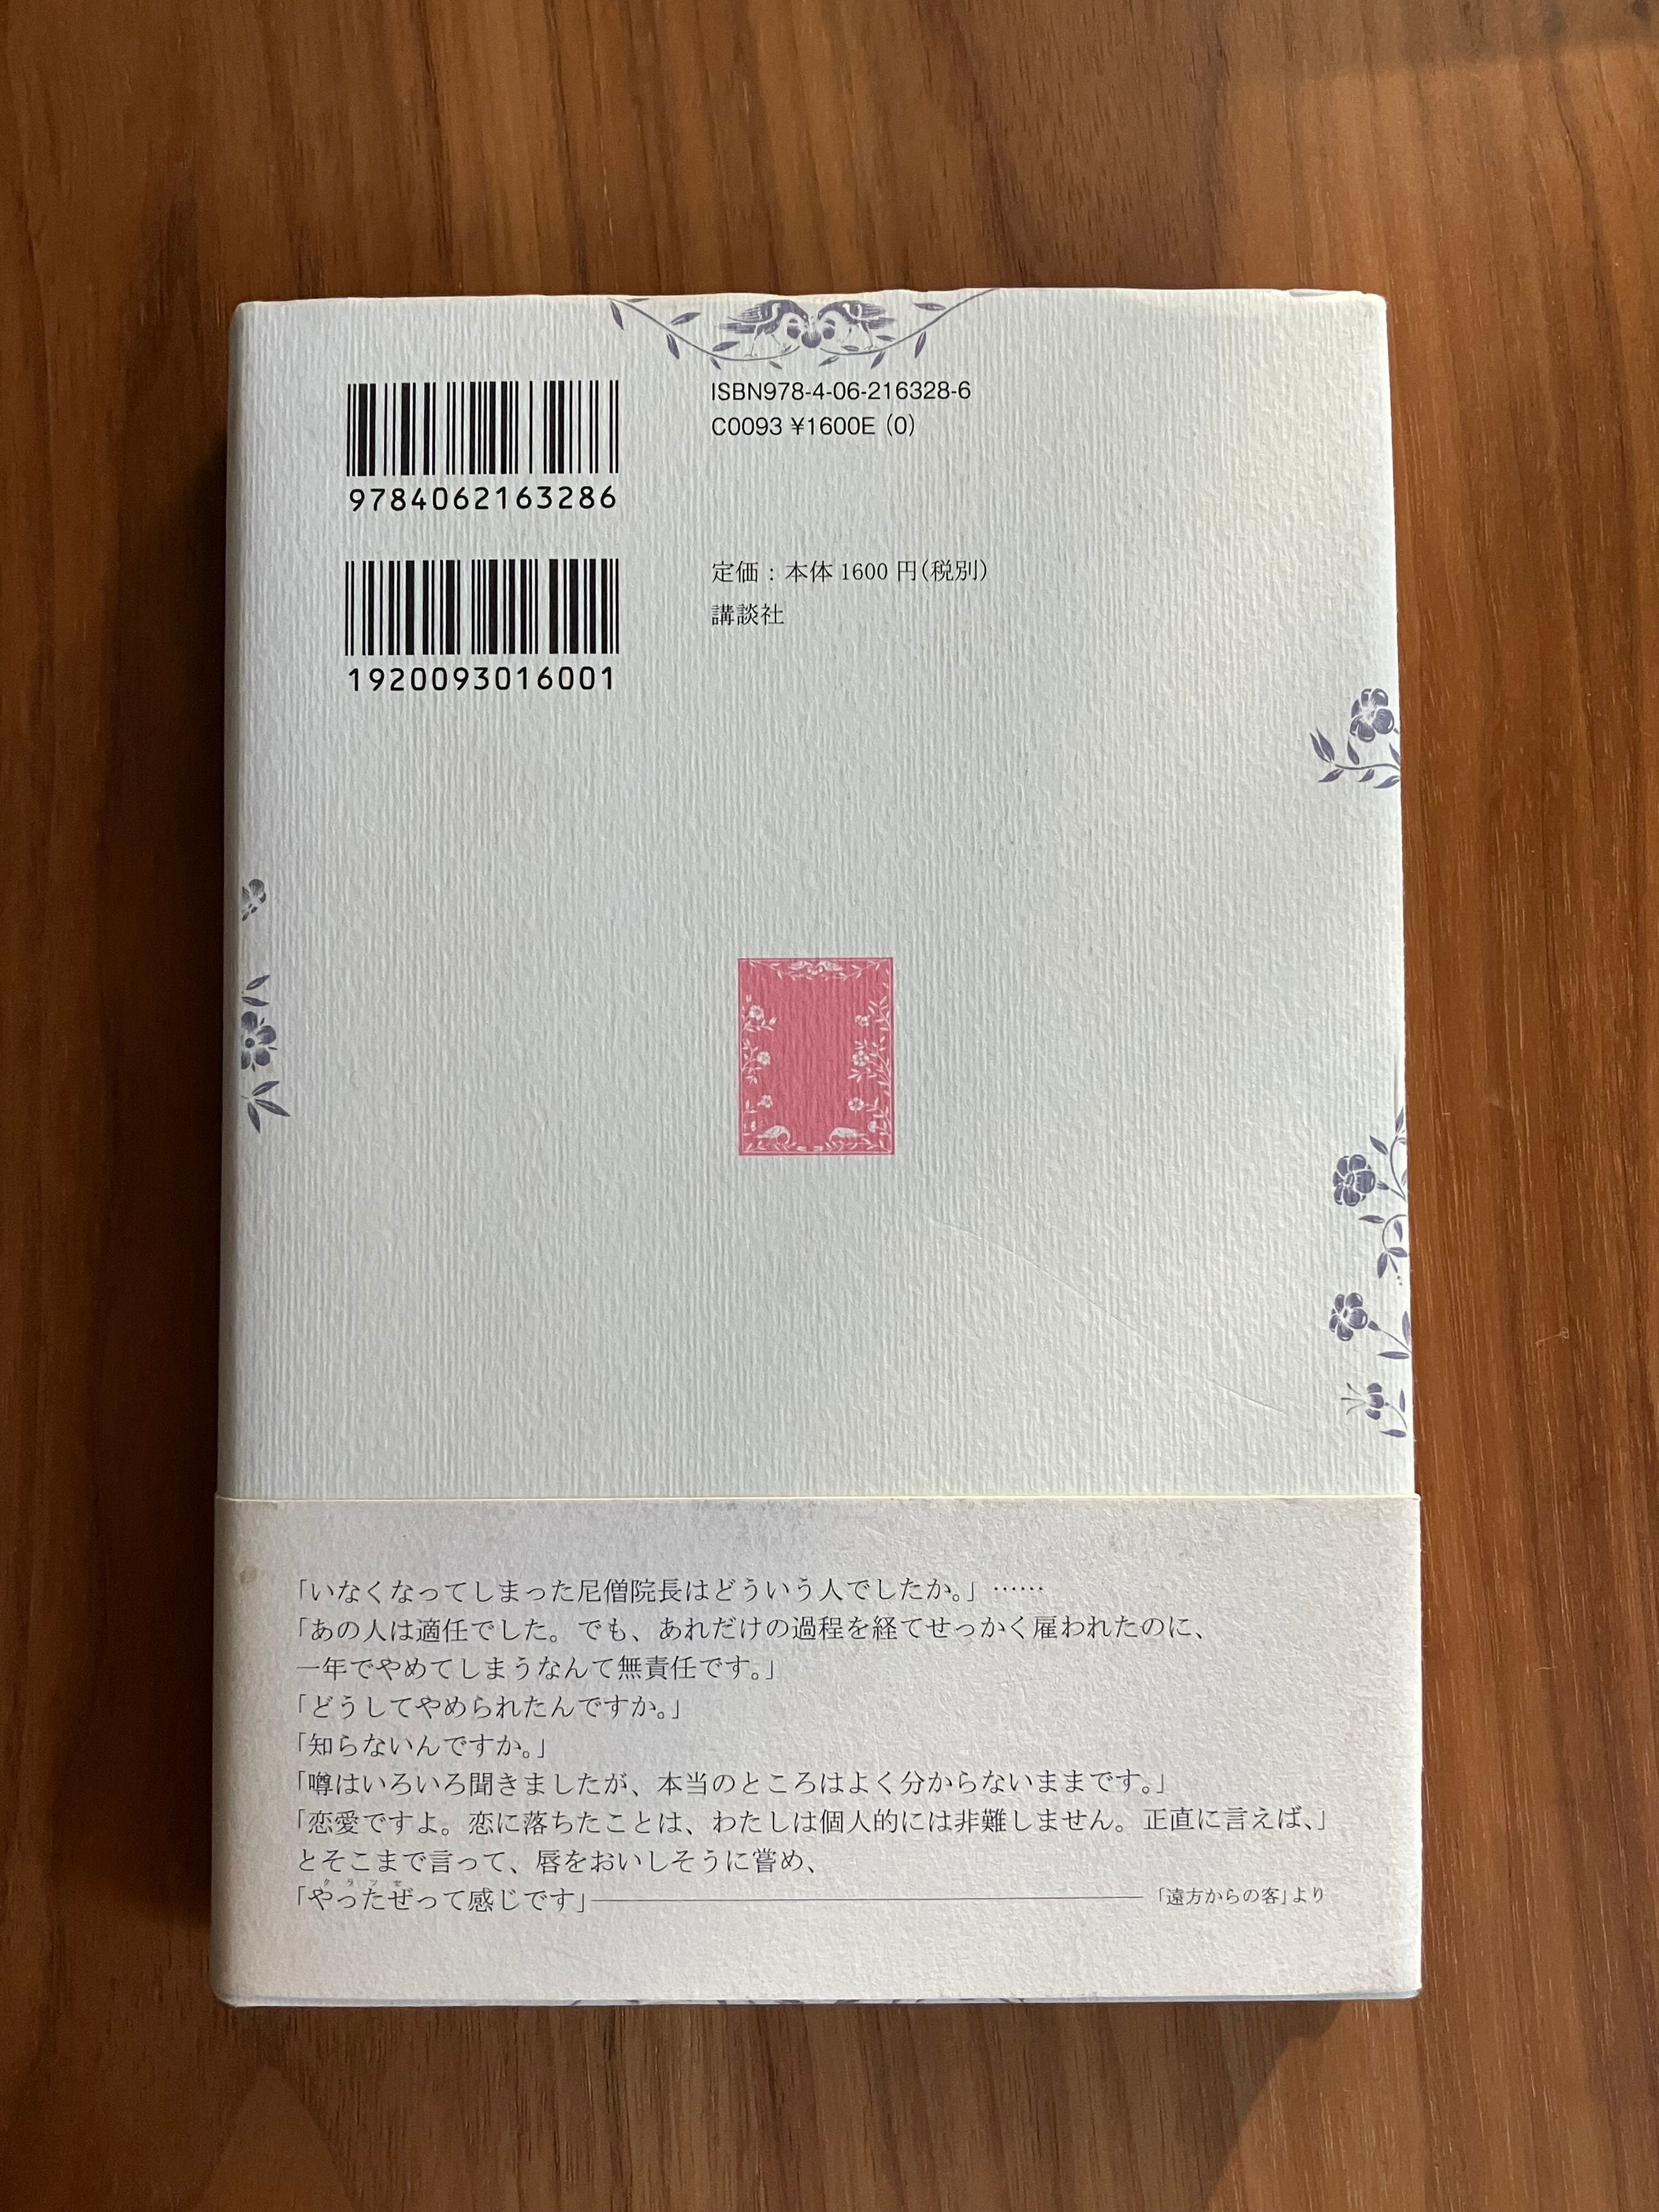 ISBN978-4-06-216328-6
C0093 ¥1600E (0)
9784062163286
定価：本体1600円(税別)
講談社
1920093016001
「いなくなってしまった尼僧院長はどういう人でしたか。」……
「あの人は適任でした。でも、あれだけの過程を経てせっかく雇われたのに、
一年でやめてしまうなんて無責任です。」
「どうしてやめられたんですか。」
「知らないんですか。」
「噂はいろいろ聞きましたが、本当のところはよく分からないままです。」
「恋愛ですよ。恋に落ちたことは、わたしは個人的には非難しません。正直に言えば、」
とそこまで言って、唇をおいしそうに嘗め、
クラッセ
「やったぜって感じです」――「遠方からの客」より